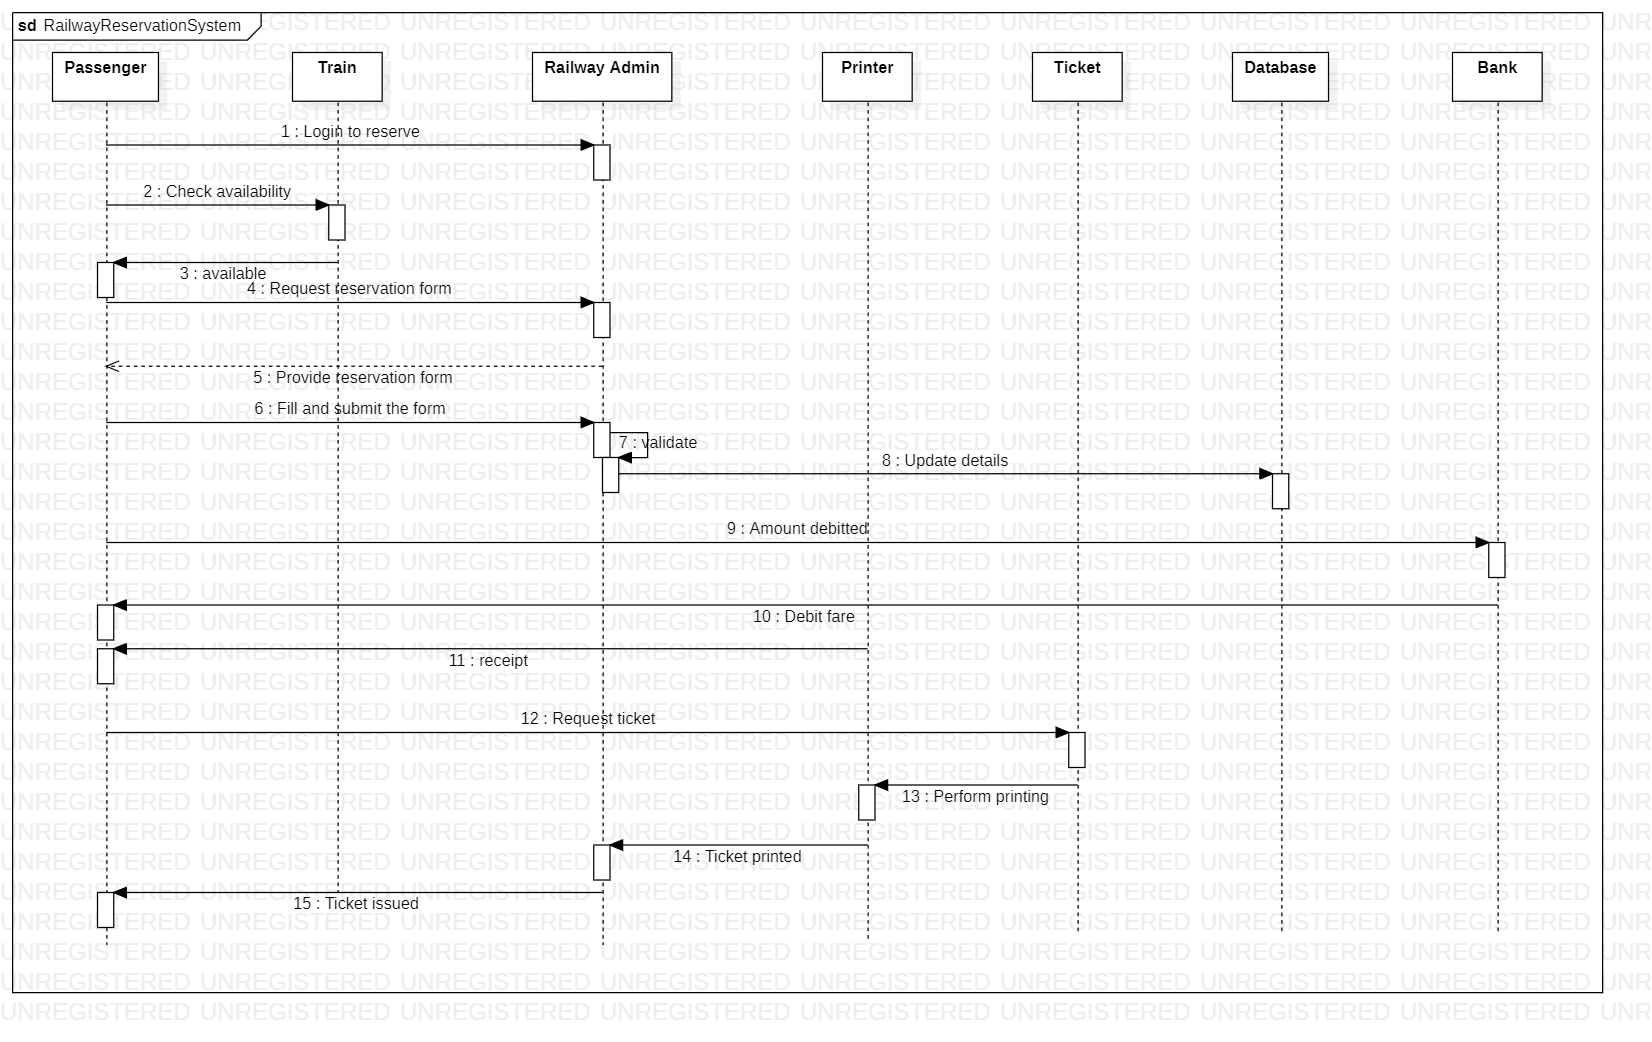 sd RailwayReservationSystem
Passenger
Train
Railway Admin
Printer
Ticket
Database
Bank
1 : Login to reserve
2 : Check availability
3 : available
4 : Request reservation form
5 : Provide reservation form
6 : Fill and submit the form
7 : validate
8 : Update details
9 : Amount debitted
10 : Debit fare
11 : receipt
12 : Request ticket
13 : Perform printing
14 : Ticket printed
15 : Ticket issued
UNREGISTERED UNREGISTERED UNREGISTERED UNREGISTERED UNREGISTERED UNREGISTERED UNREGISTERED UNREGISTERED UNR